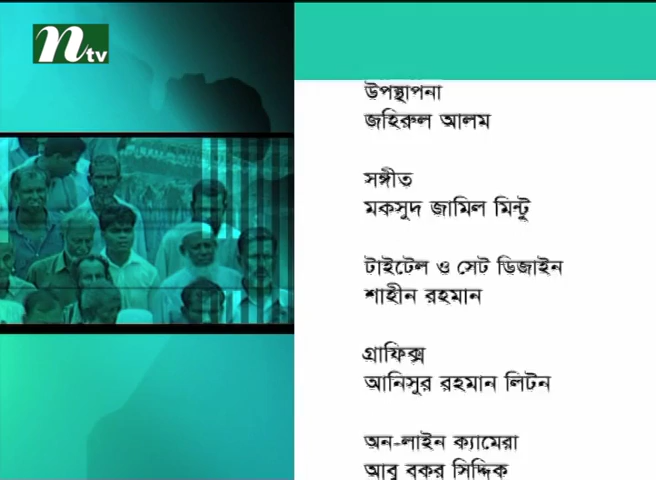 ntv
উপস্থাপনা
জহিরুল আলম
সঙ্গীত
মকসুদ জামিল মিন্টু
টাইটেল ও সেট ডিজাইন
শাহীন রহমান
গ্রাফিক্স
আনিসুর রহমান লিটন
অন-লাইন ক্যামেরা
আবু বকর সিদ্দিক